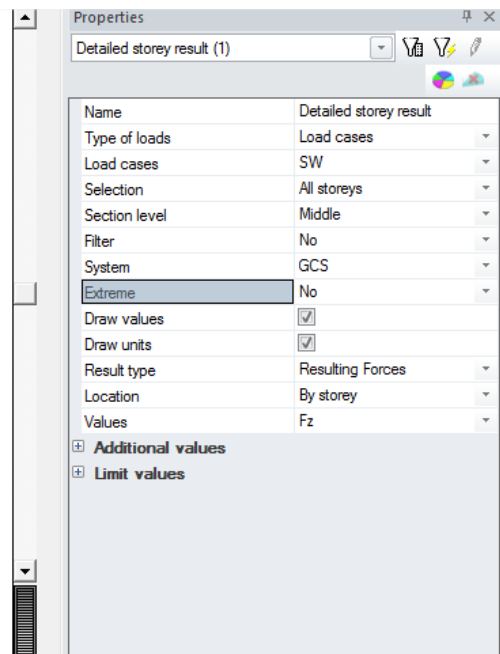 Properties
Detailed storey result (1)
Name Detailed storey result
Type of loads Load cases
Load cases SW
Selection All storeys
Section level Middle
Filter No
System GCS
Extreme No
Draw values
Draw units
Result type Resulting Forces
Location By storey
Values Fz
Additional values
Limit values